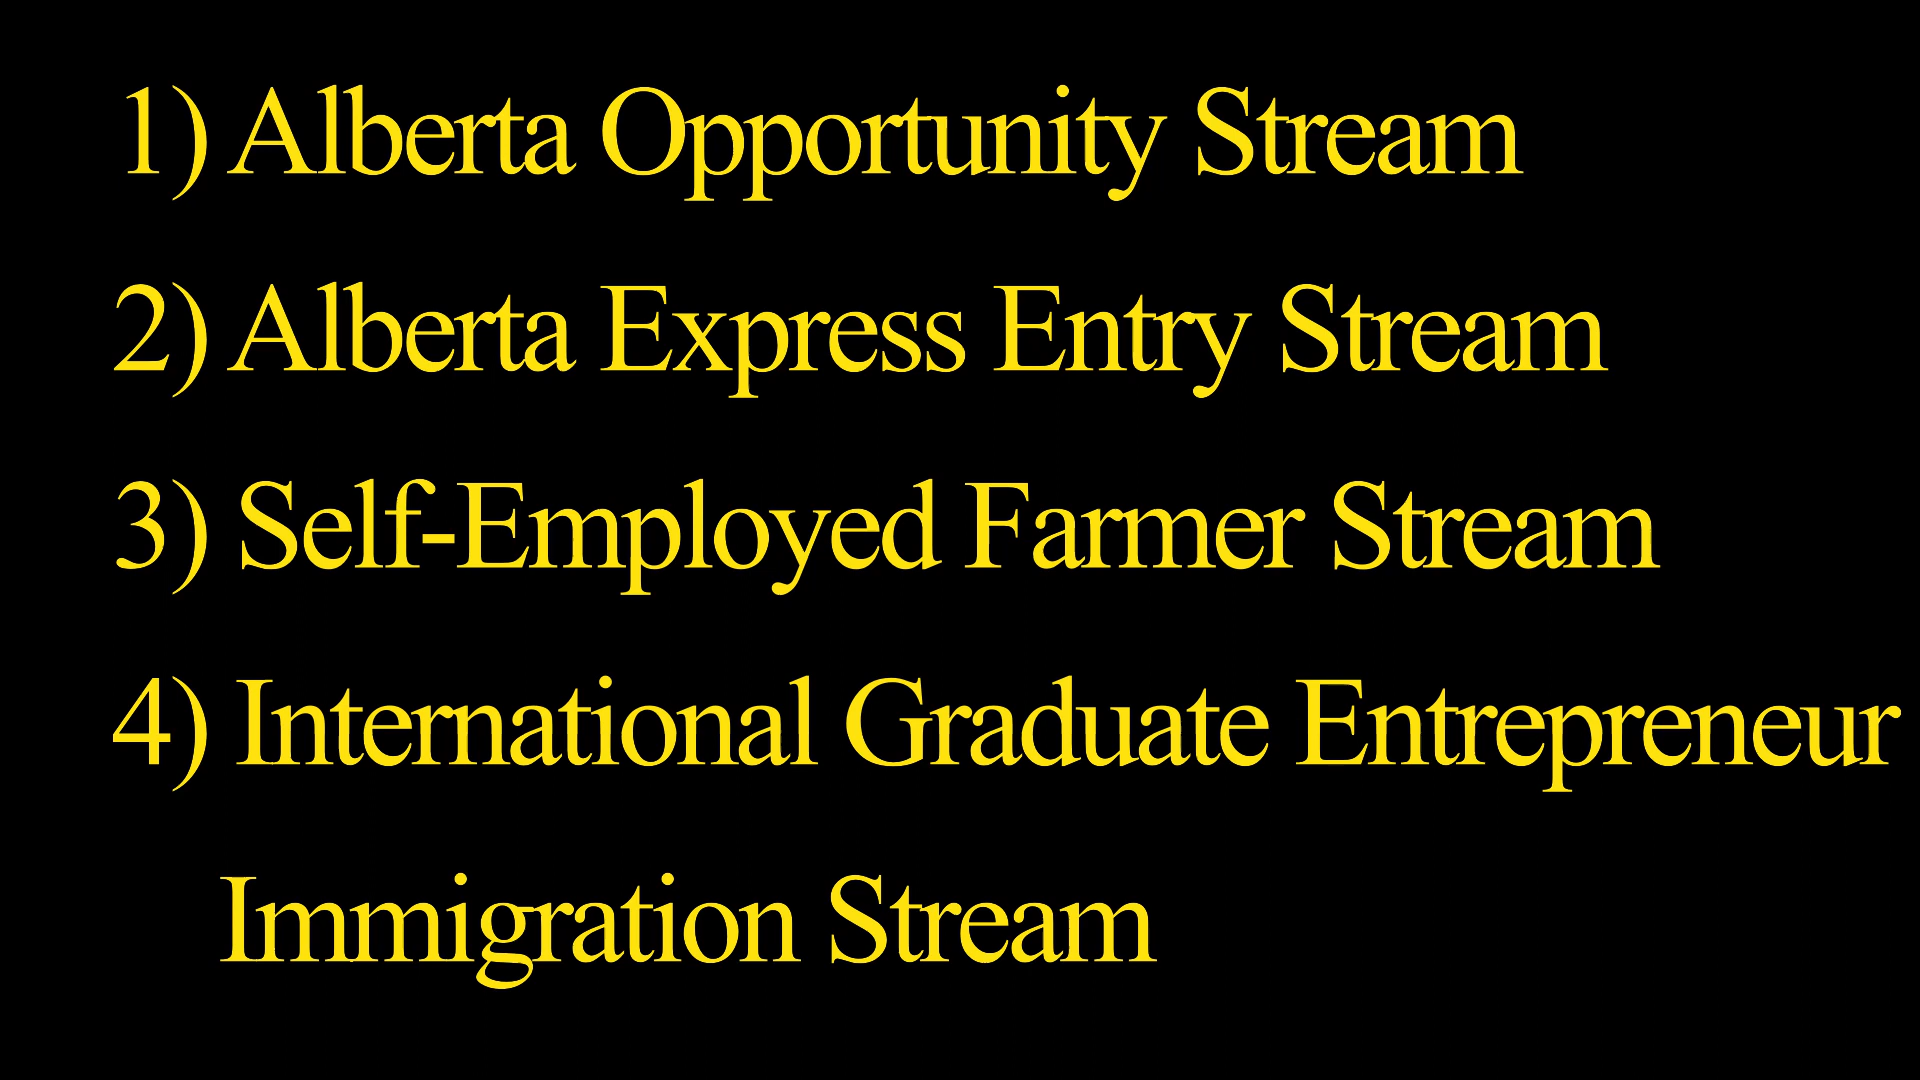 1) Alberta Opportunity Stream
2) Alberta Express Entry Stream
3) Self-Employed Farmer Stream
4) International Graduate Entrepreneur
Immigration Stream